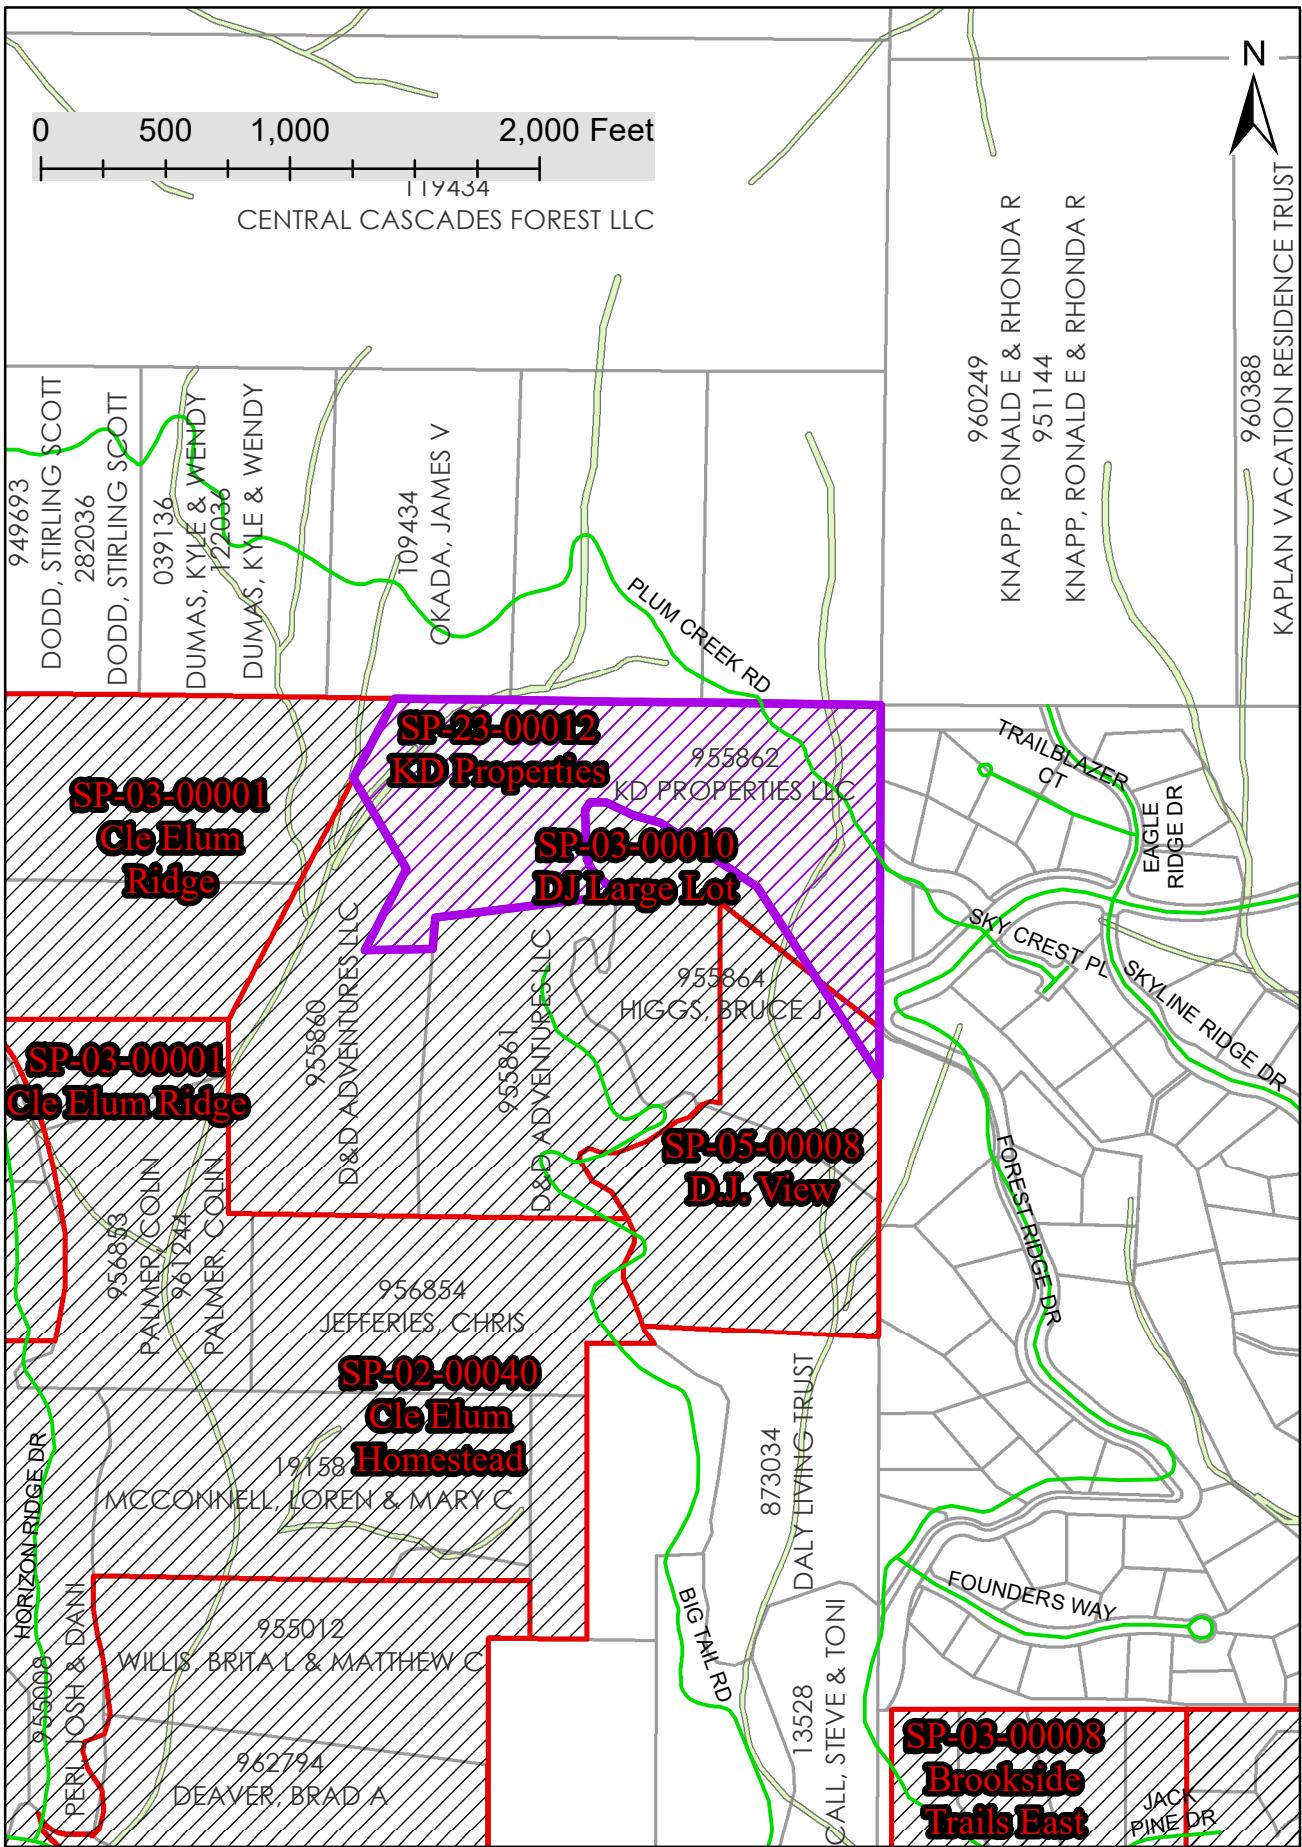 N
0 500 1,000 2,000 Feet
119434
CENTRAL CASCADES FOREST LLC
949693
DODD, STIRLING SCOTT
282036
DODD, STIRLING SCOTT
039136
DUMAS, KYLE & WENDY
122036
DUMAS, KYLE & WENDY
109434
OKADA, JAMES V
960249
KNAPP, RONALD E & RHONDA R
951144
KNAPP, RONALD E & RHONDA R
960388
KAPLAN VACATION RESIDENCE TRUST
PLUM CREEK RD
SP-23-00012
KD Properties
955862
KD PROPERTIES LLC
SP-03-00001
Cle Elum
Ridge
SP-03-00010
DJ Large Lot
TRAILBLAZER
CT
EAGLE
RIDGE DR
SKY CREST PL
SKYLINE RIDGE DR
955864
HIGGS, BRUCE J
955860
D&D ADVENTURES LLC
955861
D&D ADVENTURES LLC
SP-03-00001
Cle Elum Ridge
SP-05-00008
D.J. View
FOREST RIDGE DR
956853
PALMER, COLIN
961244
PALMER, COLIN
956854
JEFFERIES, CHRIS
SP-02-00040
Cle Elum
Homestead
19158
MCCONNELL, LOREN & MARY C
873034
DALY LIVING TRUST
HORIZON RIDGE DR
FOUNDERS WAY
BIG TAIL RD
955012
WILLIS, BRITA L & MATTHEW C
955008
PERL, JOSH & DANI
13528
CALL, STEVE & TONI
962794
DEAVER, BRAD A
SP-03-00008
Brookside
Trails East
JACK
PINE DR